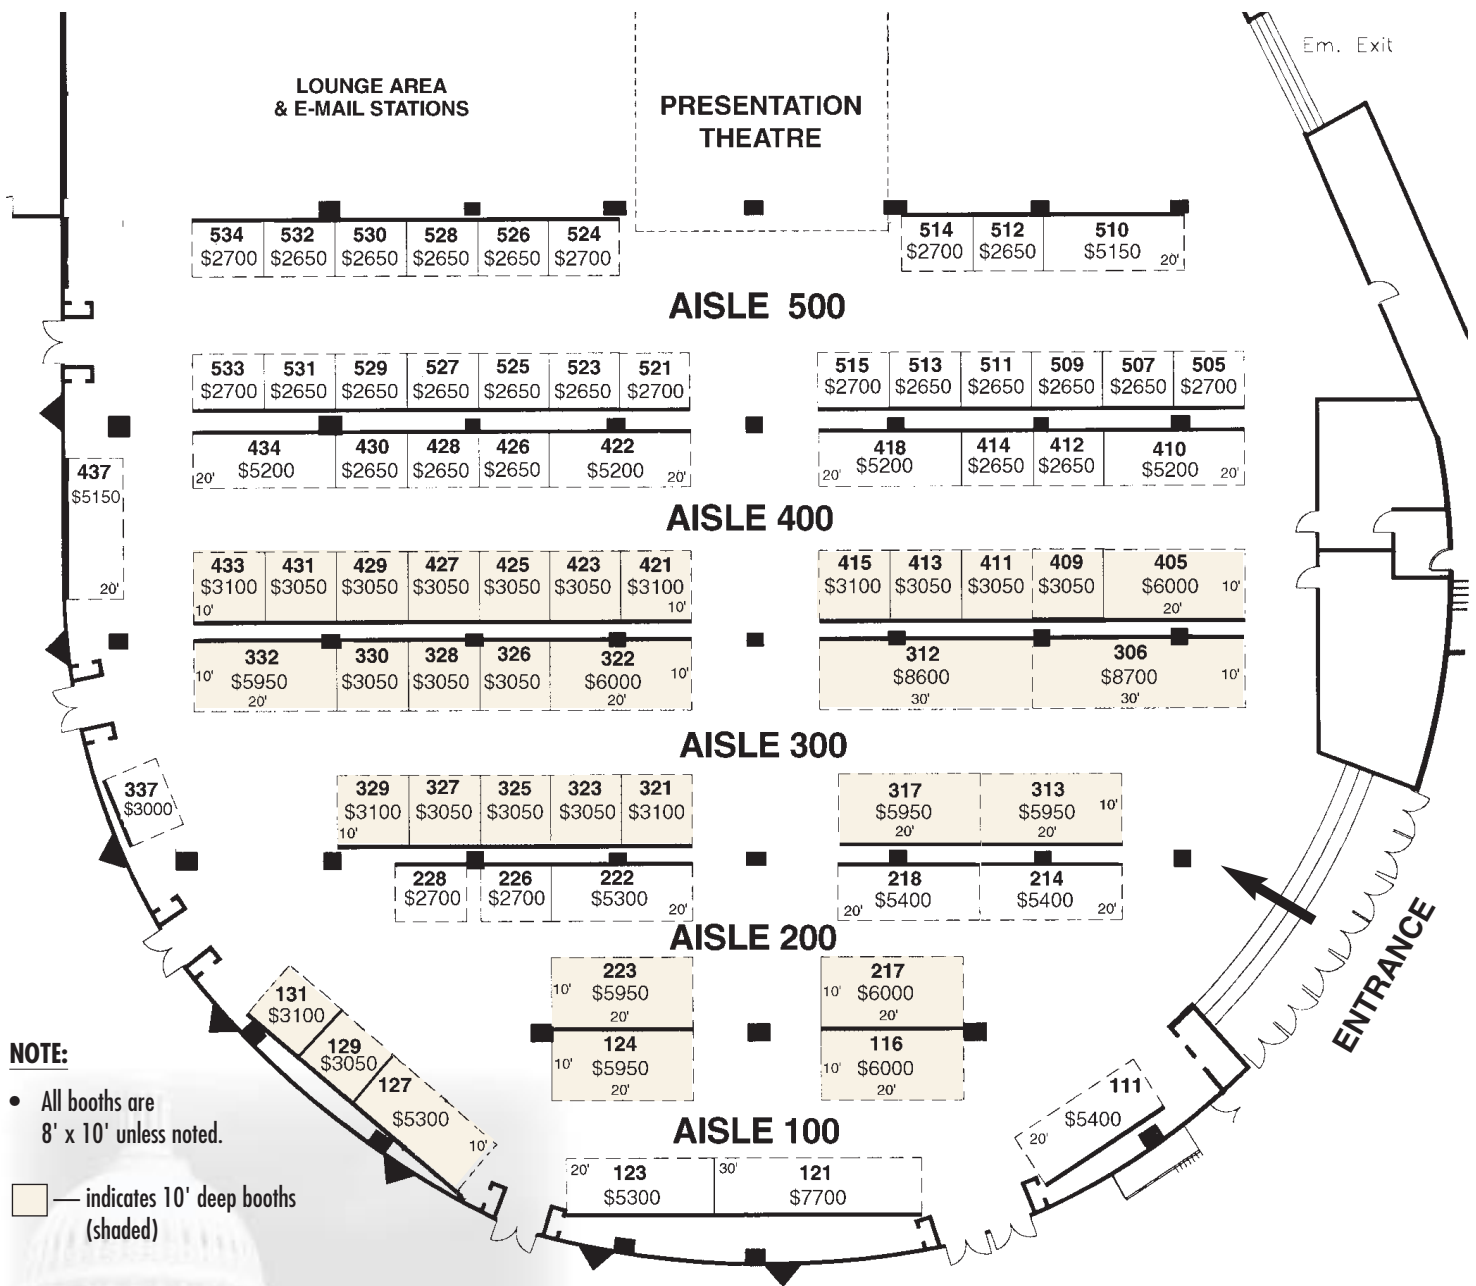 Em. Exit
LOUNGE AREA
& E-MAIL STATIONS
PRESENTATION
THEATRE
534 532 530 528 526 524
$2700 $2650 $2650 $2650 $2650 $2700
514 512 510
$2700 $2650 $5150 20'
AISLE 500
533 531 529 527 525 523 521
$2700 $2650 $2650 $2650 $2650 $2650 $2700
515 513 511 509 507 505
$2700 $2650 $2650 $2650 $2650 $2700
434 430 428 426 422
20' $5200 $2650 $2650 $2650 $5200 20'
418 414 412 410
20' $5200 $2650 $2650 $5200 20'
437
$5150
20'
AISLE 400
433 431 429 427 425 423 421
$3100 $3050 $3050 $3050 $3050 $3050 $3100
10' 10'
415 413 411 409 405
$3100 $3050 $3050 $3050 $6000 10'
20'
332 330 328 326 322
10' $5950 $3050 $3050 $3050 $6000 10'
20' 20'
312 306
$8600 $8700 10'
30' 30'
AISLE 300
337
$3000
329 327 325 323 321
$3100 $3050 $3050 $3050 $3100
10'
317 313
$5950 $5950 10'
20' 20'
228 226 222
$2700 $2700 $5300 20'
218 214
20' $5400 $5400 20'
AISLE 200
ENTRANCE
223
10' $5950
20'
217
10' $6000
20'
124
10' $5950
20'
116
10' $6000
20'
131
$3100
129
$3050
127
$5300
10'
111
$5400
20'
AISLE 100
20' 123
$5300
30' 121
$7700
NOTE:
• All booths are
8' x 10' unless noted.
— indicates 10' deep booths
(shaded)